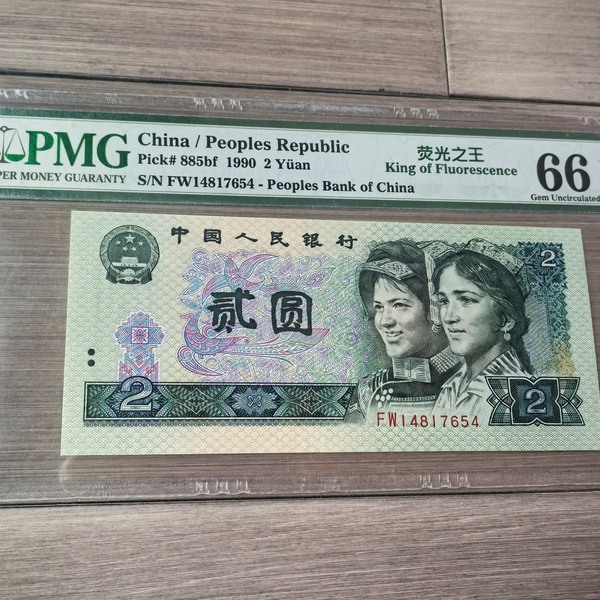 PMG
PER MONEY GUARANTY
China / Peoples Republic
Pick# 885bf 1990 2 Yüan
S/N FW14817654 - Peoples Bank of China
荧光之王
King of Fluorescence
66
Gem Uncirculated
中国人民银行
贰圆
2
2
2
FW14817654